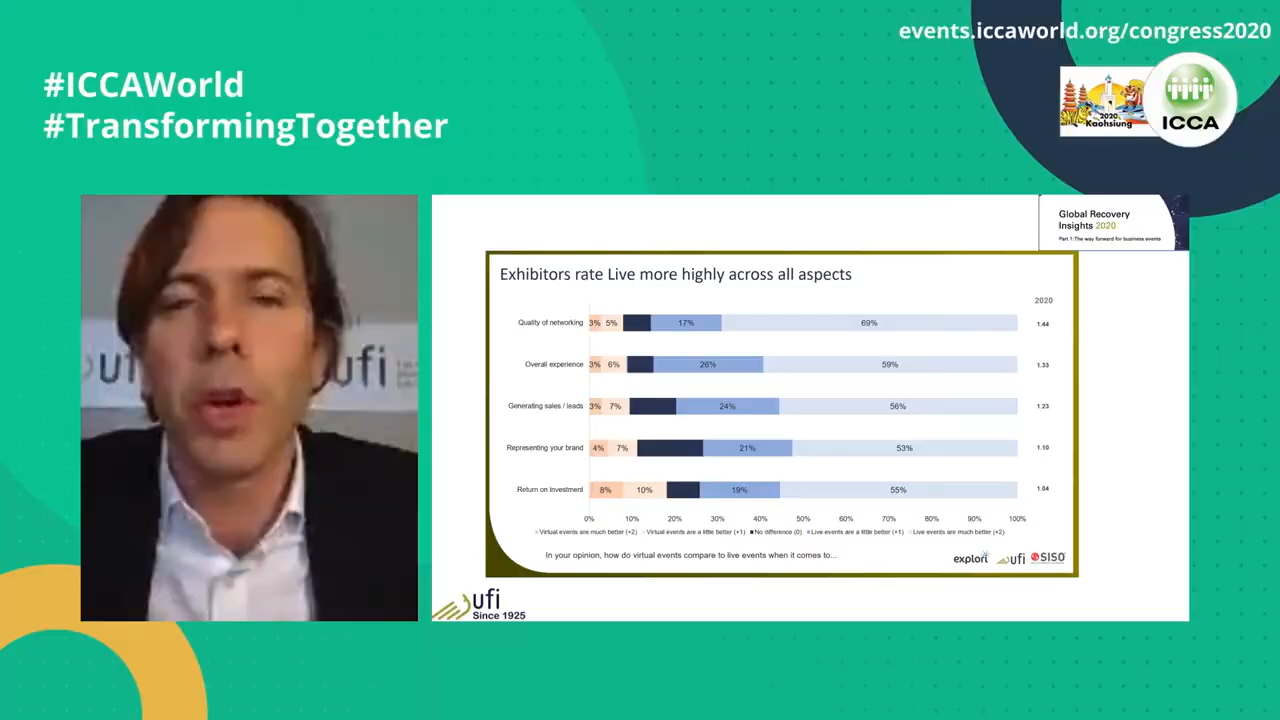 events.iccaworld.org/congress2020
#ICCAWorld
#TransformingTogether
2020
Kaohsiung
ICCA
ufi
ufi
Global Recovery
Insights 2020
Part 1: The way forward for business events
Exhibitors rate Live more highly across all aspects
2020
Quality of networking 3% 5% 17% 69% 1.44
Overall experience 3% 6% 26% 59% 1.33
Generating sales / leads 3% 7% 24% 56% 1.23
Representing your brand 4% 7% 21% 53% 1.10
Return on Investment 8% 10% 19% 55% 1.04
0% 10% 20% 30% 40% 50% 60% 70% 80% 90% 100%
Virtual events are much better (+2) Virtual events are a little better (+1) No difference (0) Live events are a little better (+1) Live events are much better (+2)
In your opinion, how do virtual events compare to live events when it comes to...
explori ufi SISO
ufi
Since 1925